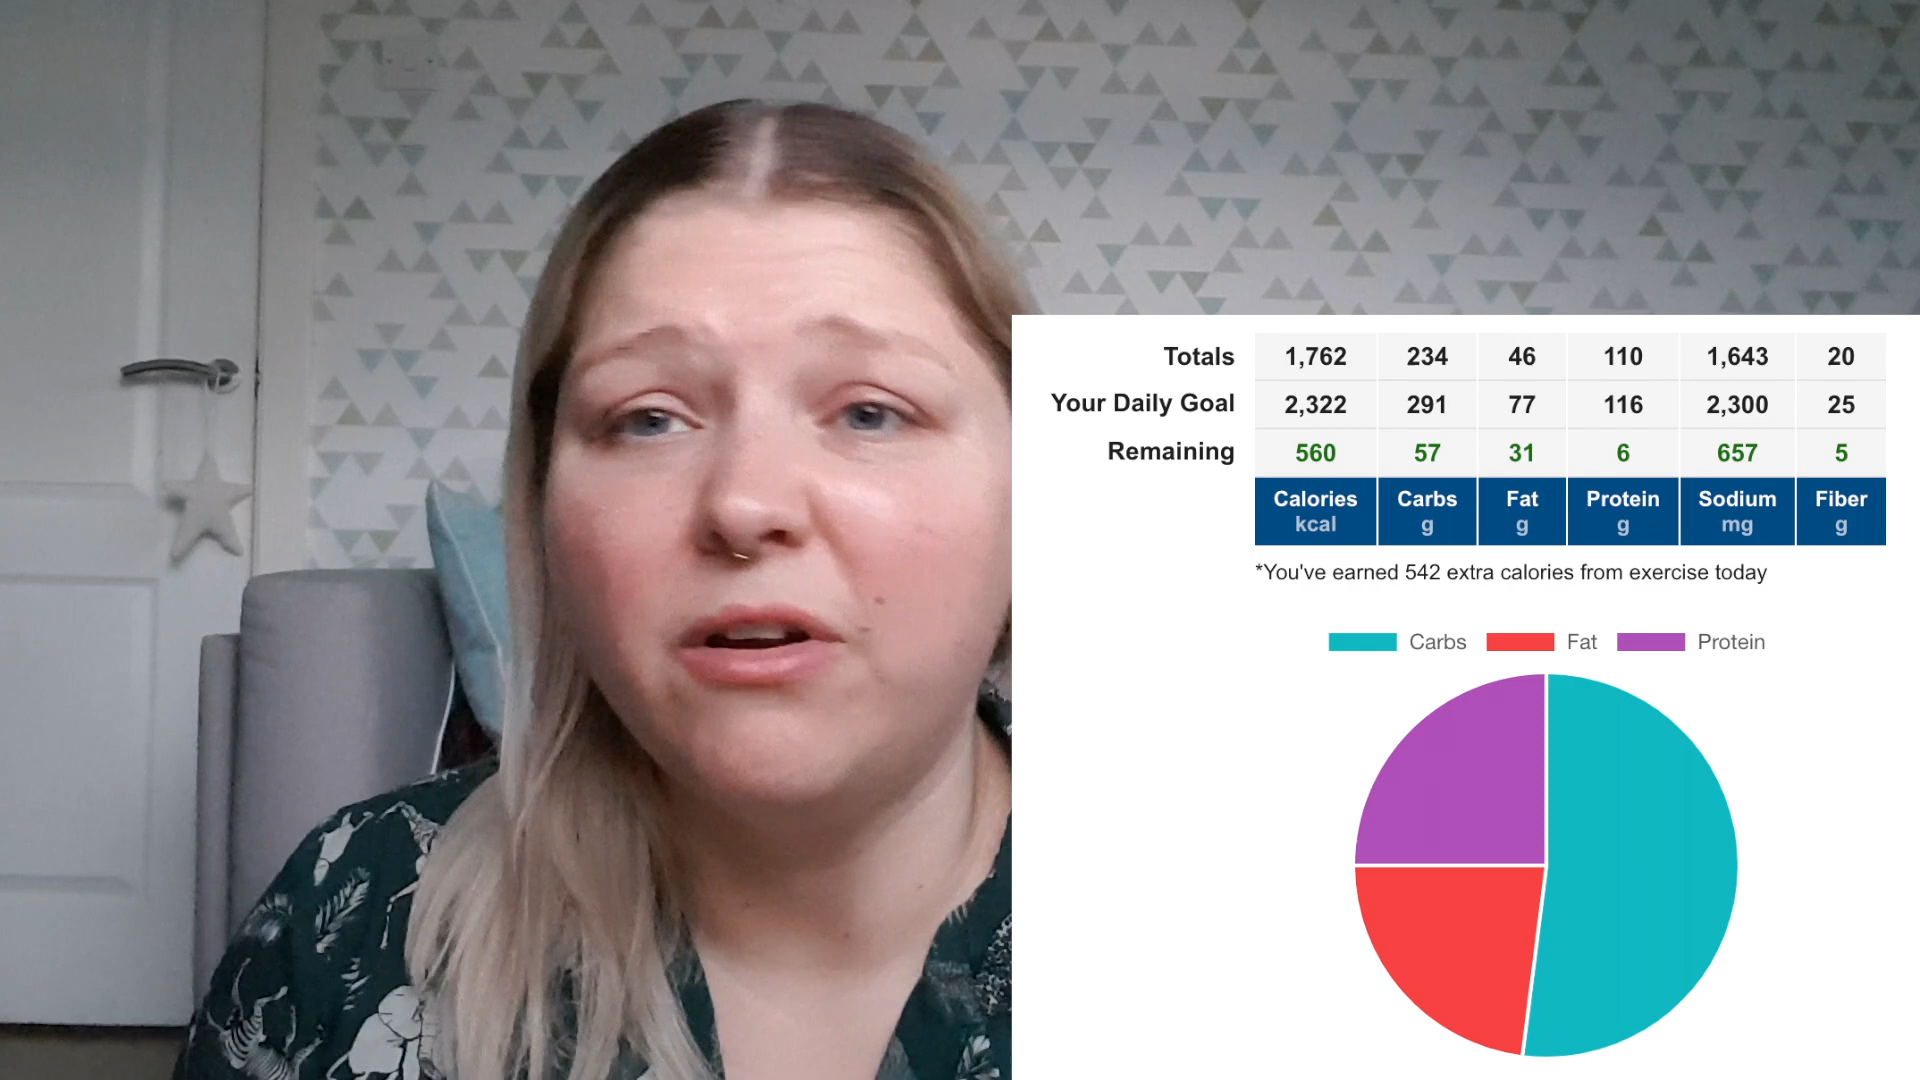 Totals 1,762 234 46 110 1,643 20
Your Daily Goal 2,322 291 77 116 2,300 25
Remaining 560 57 31 6 657 5
Calories Carbs Fat Protein Sodium Fiber
kcal g g g mg g
*You've earned 542 extra calories from exercise today
Carbs Fat Protein